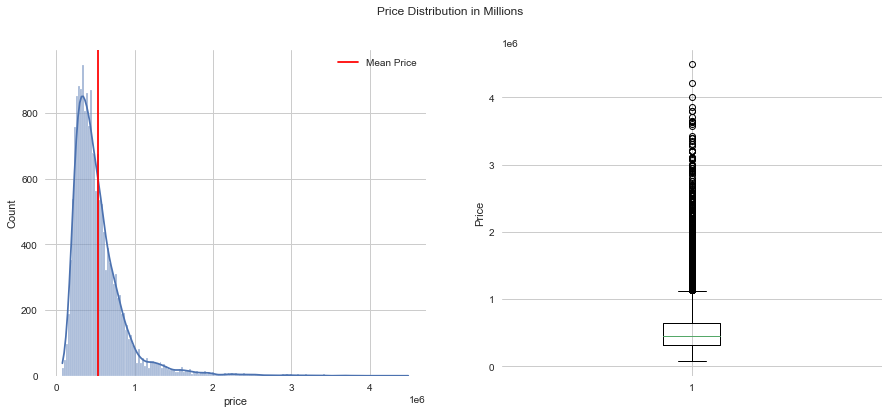 Price Distribution in Millions
Mean Price
800
600
400
200
0
Count
0
1
2
3
4
1e6
price
1e6
4
3
2
1
0
Price
1